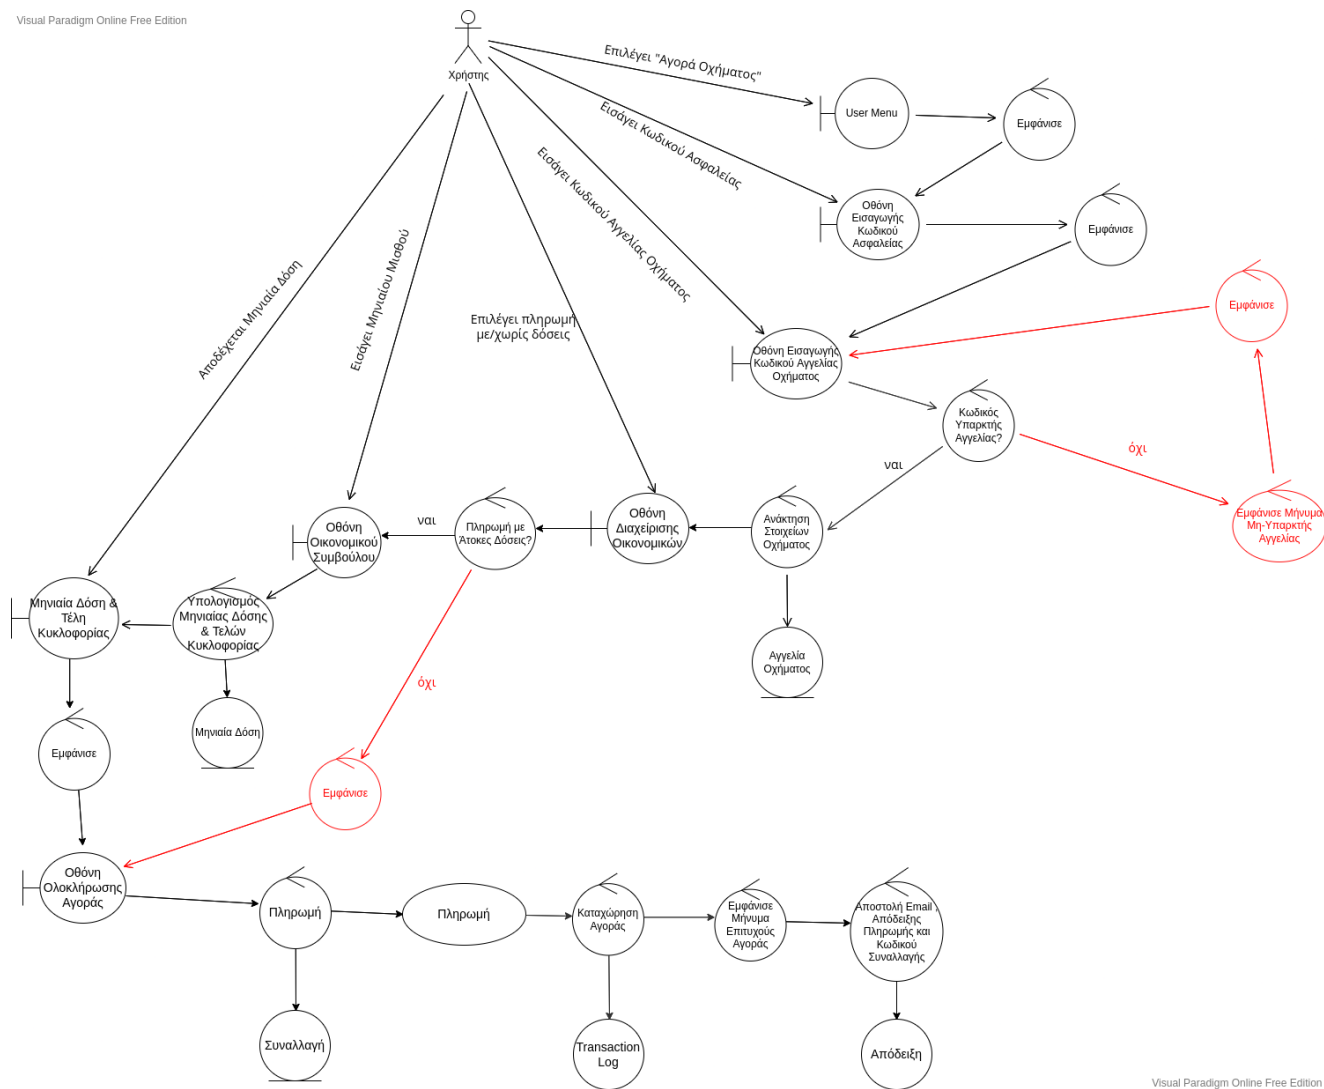 Visual Paradigm Online Free Edition
Χρήστης
Επιλέγει "Αγορά Οχήματος"
User Menu
Εμφάνισε
Εισάγει Κωδικού Ασφαλείας
Οθόνη
Εισαγωγής
Κωδικού
Ασφαλείας
Εμφάνισε
Εισάγει Κωδικού Αγγελίας Οχήματος
Εισάγει Μηνιαίου Μισθού
Αποδέχεται Μηνιαία Δόση
Επιλέγει πληρωμή
με/χωρίς δόσεις
Εμφάνισε
Οθόνη Εισαγωγής
Κωδικού Αγγελίας
Οχήματος
Κωδικός
Υπαρκτής
Αγγελίας?
όχι
ναι
Εμφάνισε Μήνυμα
Μη-Υπαρκτής
Αγγελίας
Ανάκτηση
Στοιχείων
Οχήματος
Οθόνη
Διαχείρισης
Οικονομικών
Πληρωμή με
Άτοκες Δόσεις?
ναι
Οθόνη
Οικονομικού
Συμβούλου
Μηνιαία Δόση &
Τέλη
Κυκλοφορίας
Υπολογισμός
Μηνιαίας Δόσης
& Τελών
Κυκλοφορίας
Αγγελία
Οχήματος
όχι
Μηνιαία Δόση
Εμφάνισε
Εμφάνισε
Οθόνη
Ολοκλήρωσης
Αγοράς
Πληρωμή
Πληρωμή
Καταχώρηση
Αγοράς
Εμφάνισε
Μήνυμα
Επιτυχούς
Αγοράς
Αποστολή Email ,
Απόδειξης
Πληρωμής και
Κωδικού
Συναλλαγής
Συναλλαγή
Transaction
Log
Απόδειξη
Visual Paradigm Online Free Edition